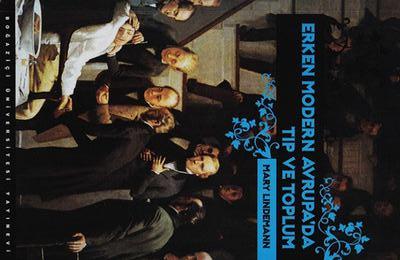 ERKEN MODERN AVRUPA'DA
TIP VE TOPLUM
MARY LINDEMANN
BOĞAZİÇİ ÜNİVERSİTESİ YAYINEVİ